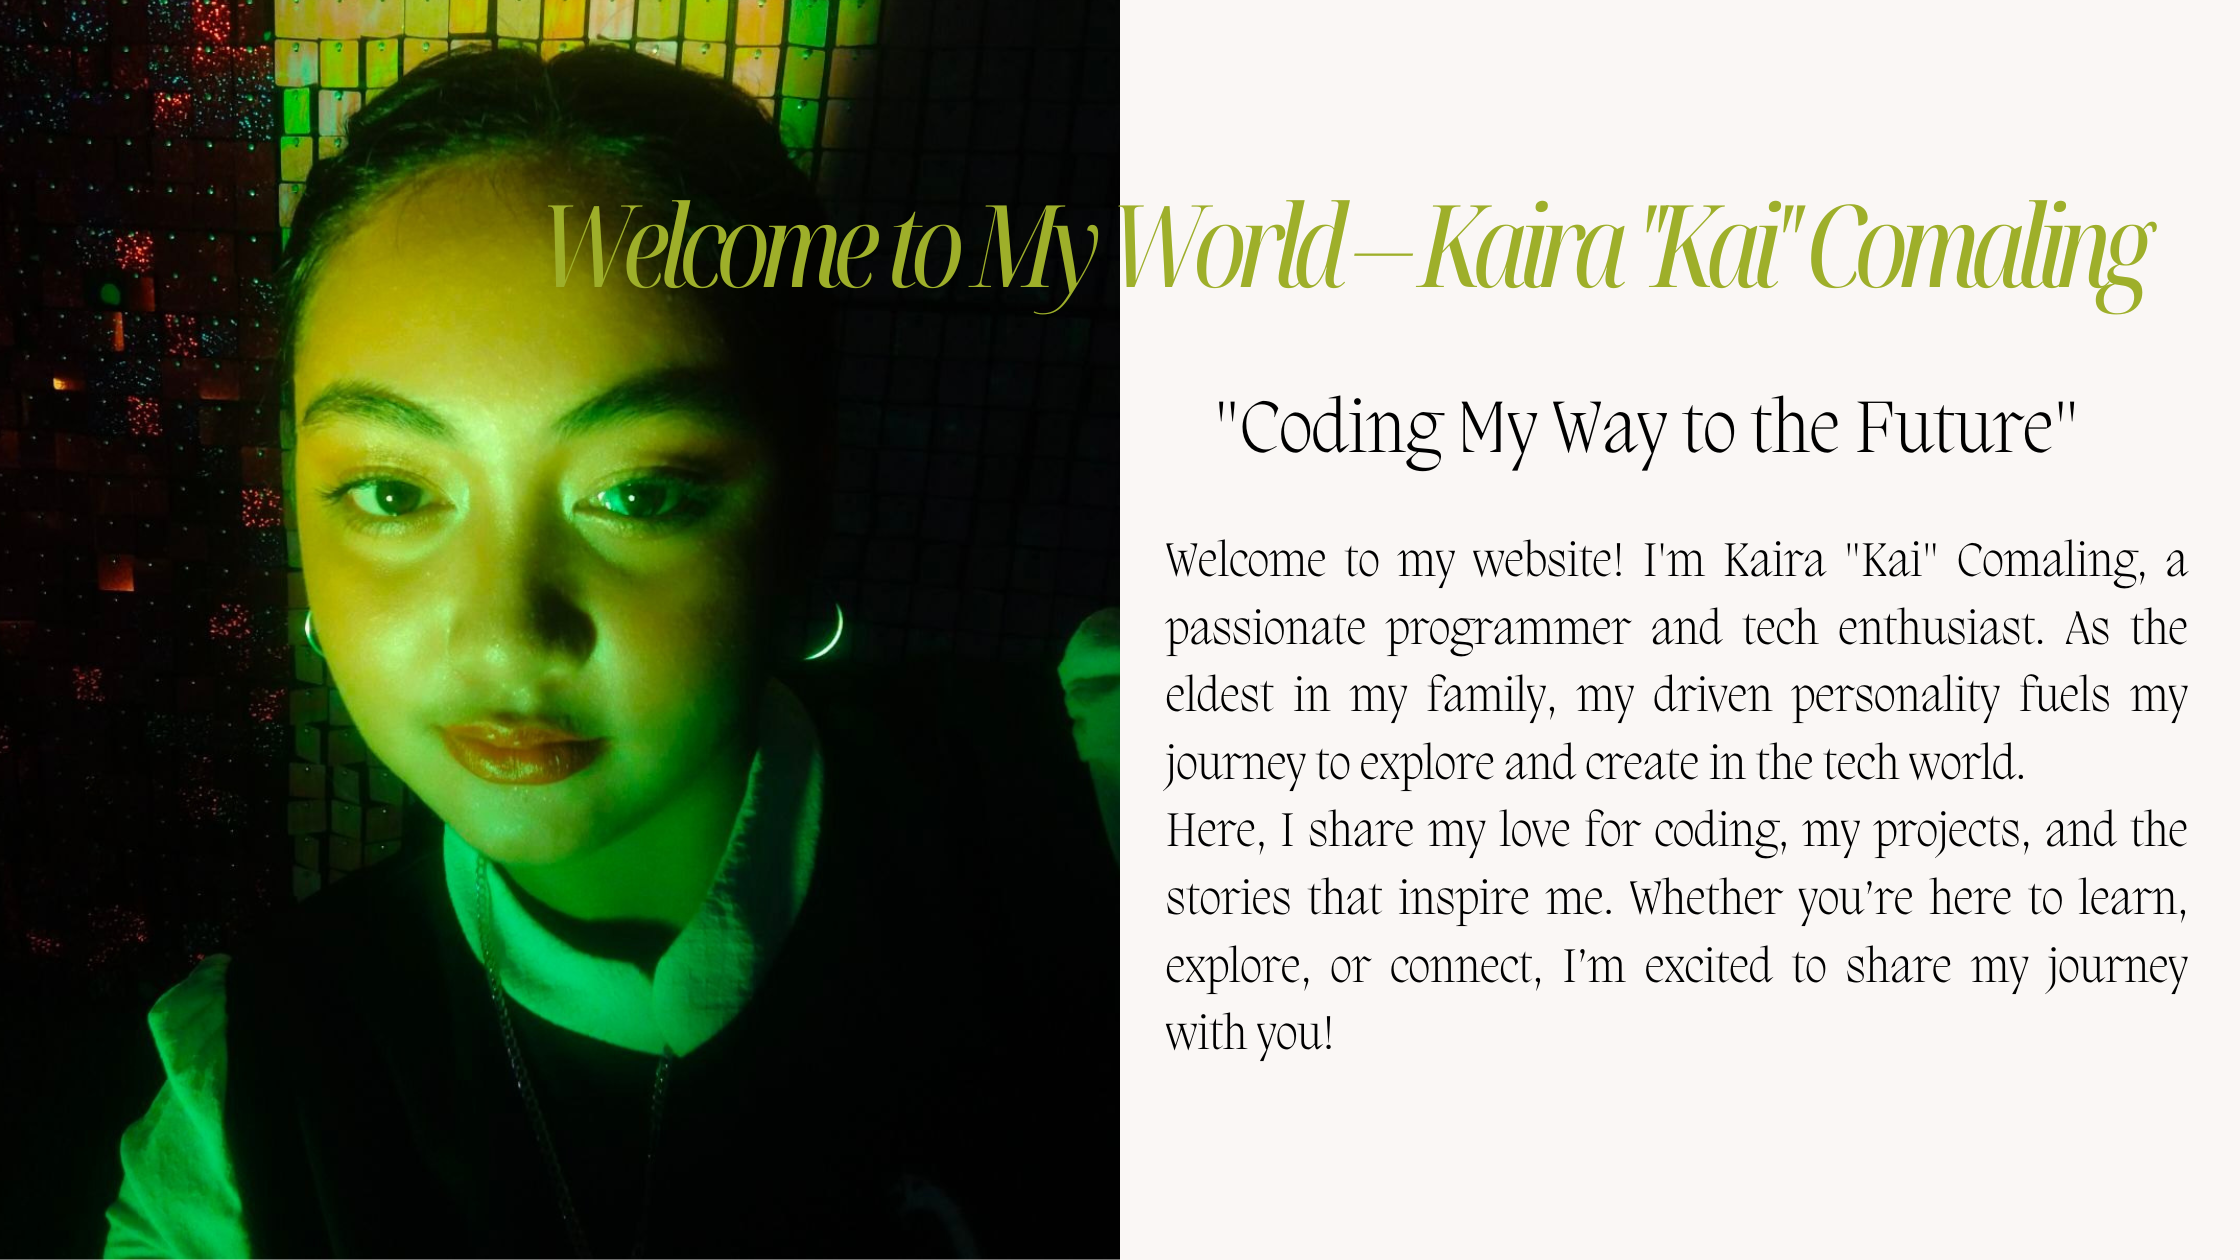 Welcome to My World—Kaira "Kai" Comaling
"Coding My Way to the Future"
Welcome to my website! I'm Kaira "Kai" Comaling, a
passionate programmer and tech enthusiast. As the
eldest in my family, my driven personality fuels my
journey to explore and create in the tech world.
Here, I share my love for coding, my projects, and the
stories that inspire me. Whether you’re here to learn,
explore, or connect, I’m excited to share my journey
with you!